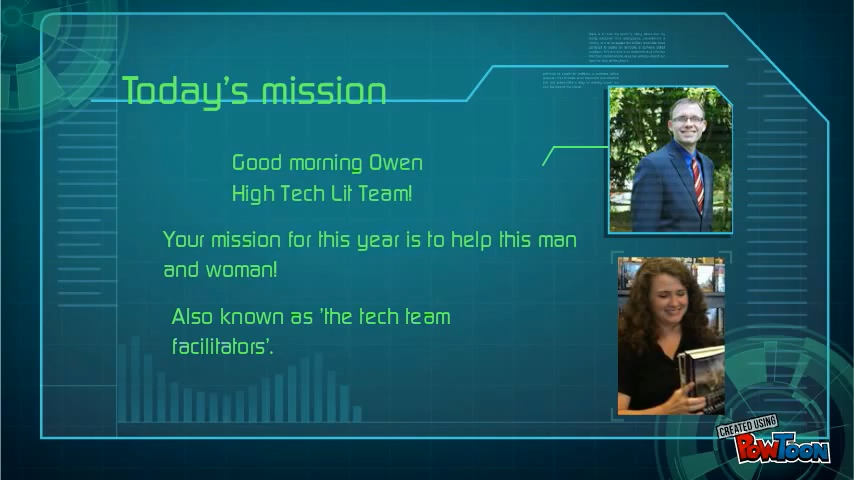 Today's mission
Good morning Owen
High Tech Lit Team!
Your mission for this year is to help this man
and woman!
Also known as 'the tech team
facilitators'.
CREATED USING
POWTOON